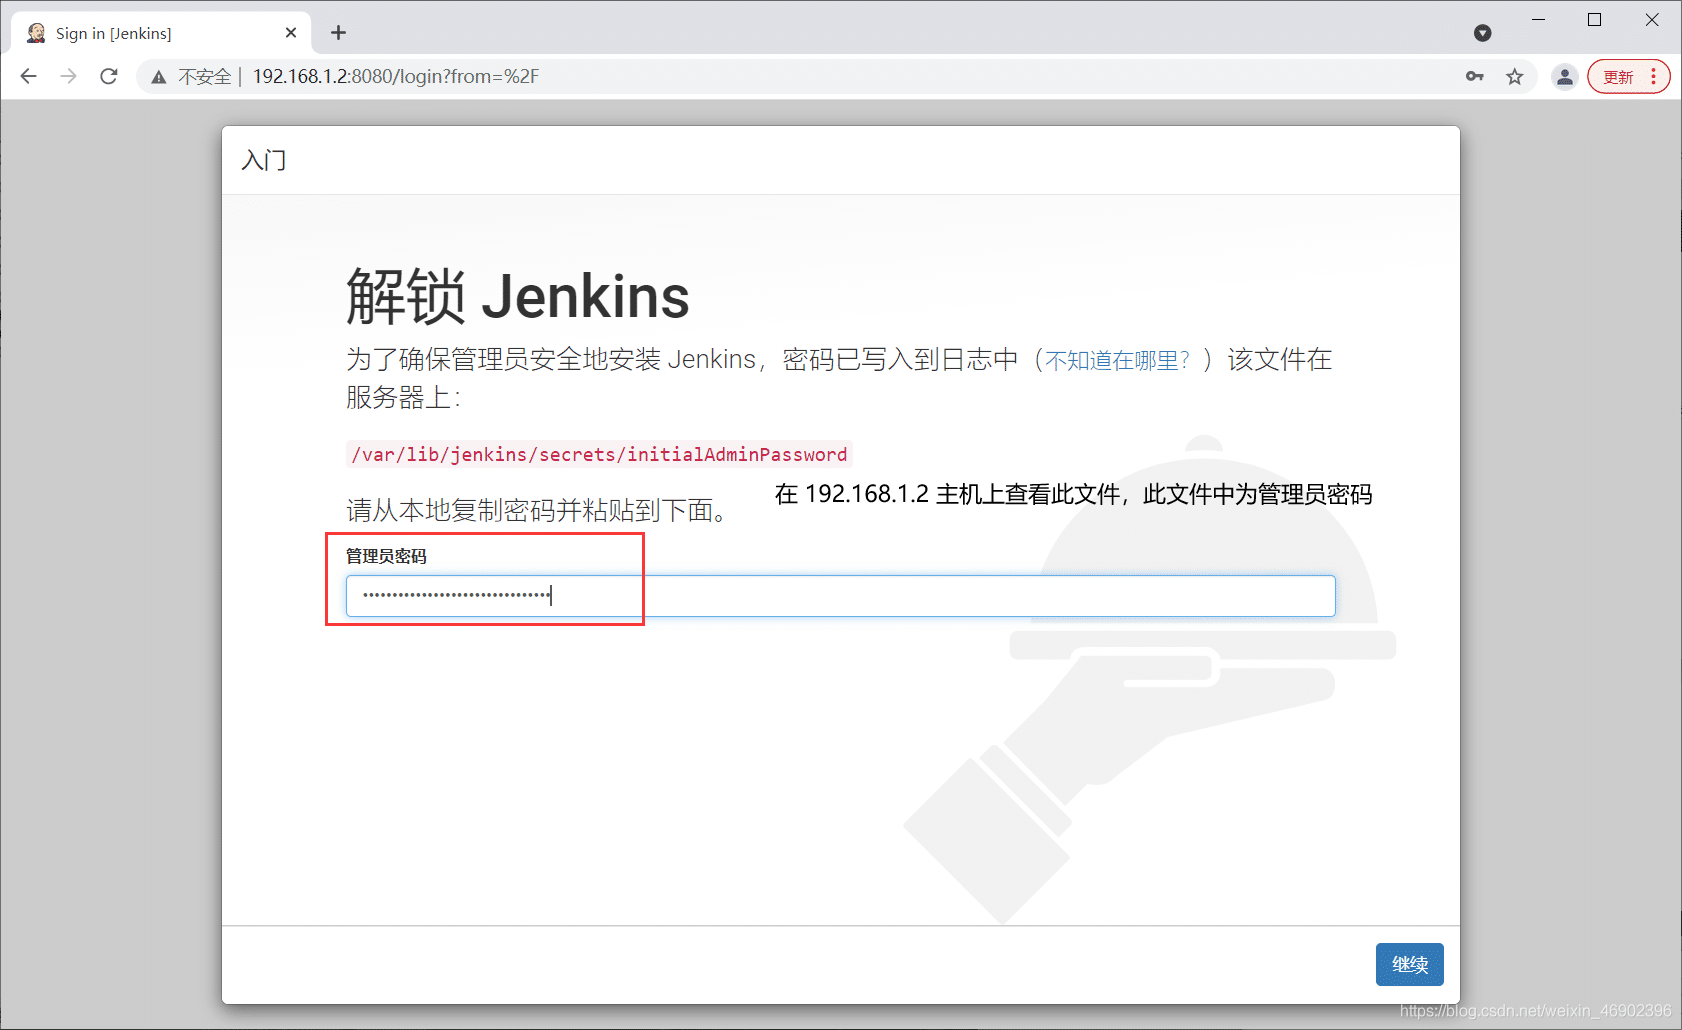 Sign in [Jenkins]
不安全 | 192.168.1.2:8080/login?from=%2F
更新
入门
解锁 Jenkins
为了确保管理员安全地安装 Jenkins，密码已写入到日志中（不知道在哪里？）该文件在
服务器上：
/var/lib/jenkins/secrets/initialAdminPassword
在 192.168.1.2 主机上查看此文件，此文件中为管理员密码
请从本地复制密码并粘贴到下面。
管理员密码
继续
https://blog.csdn.net/weixin_46902396